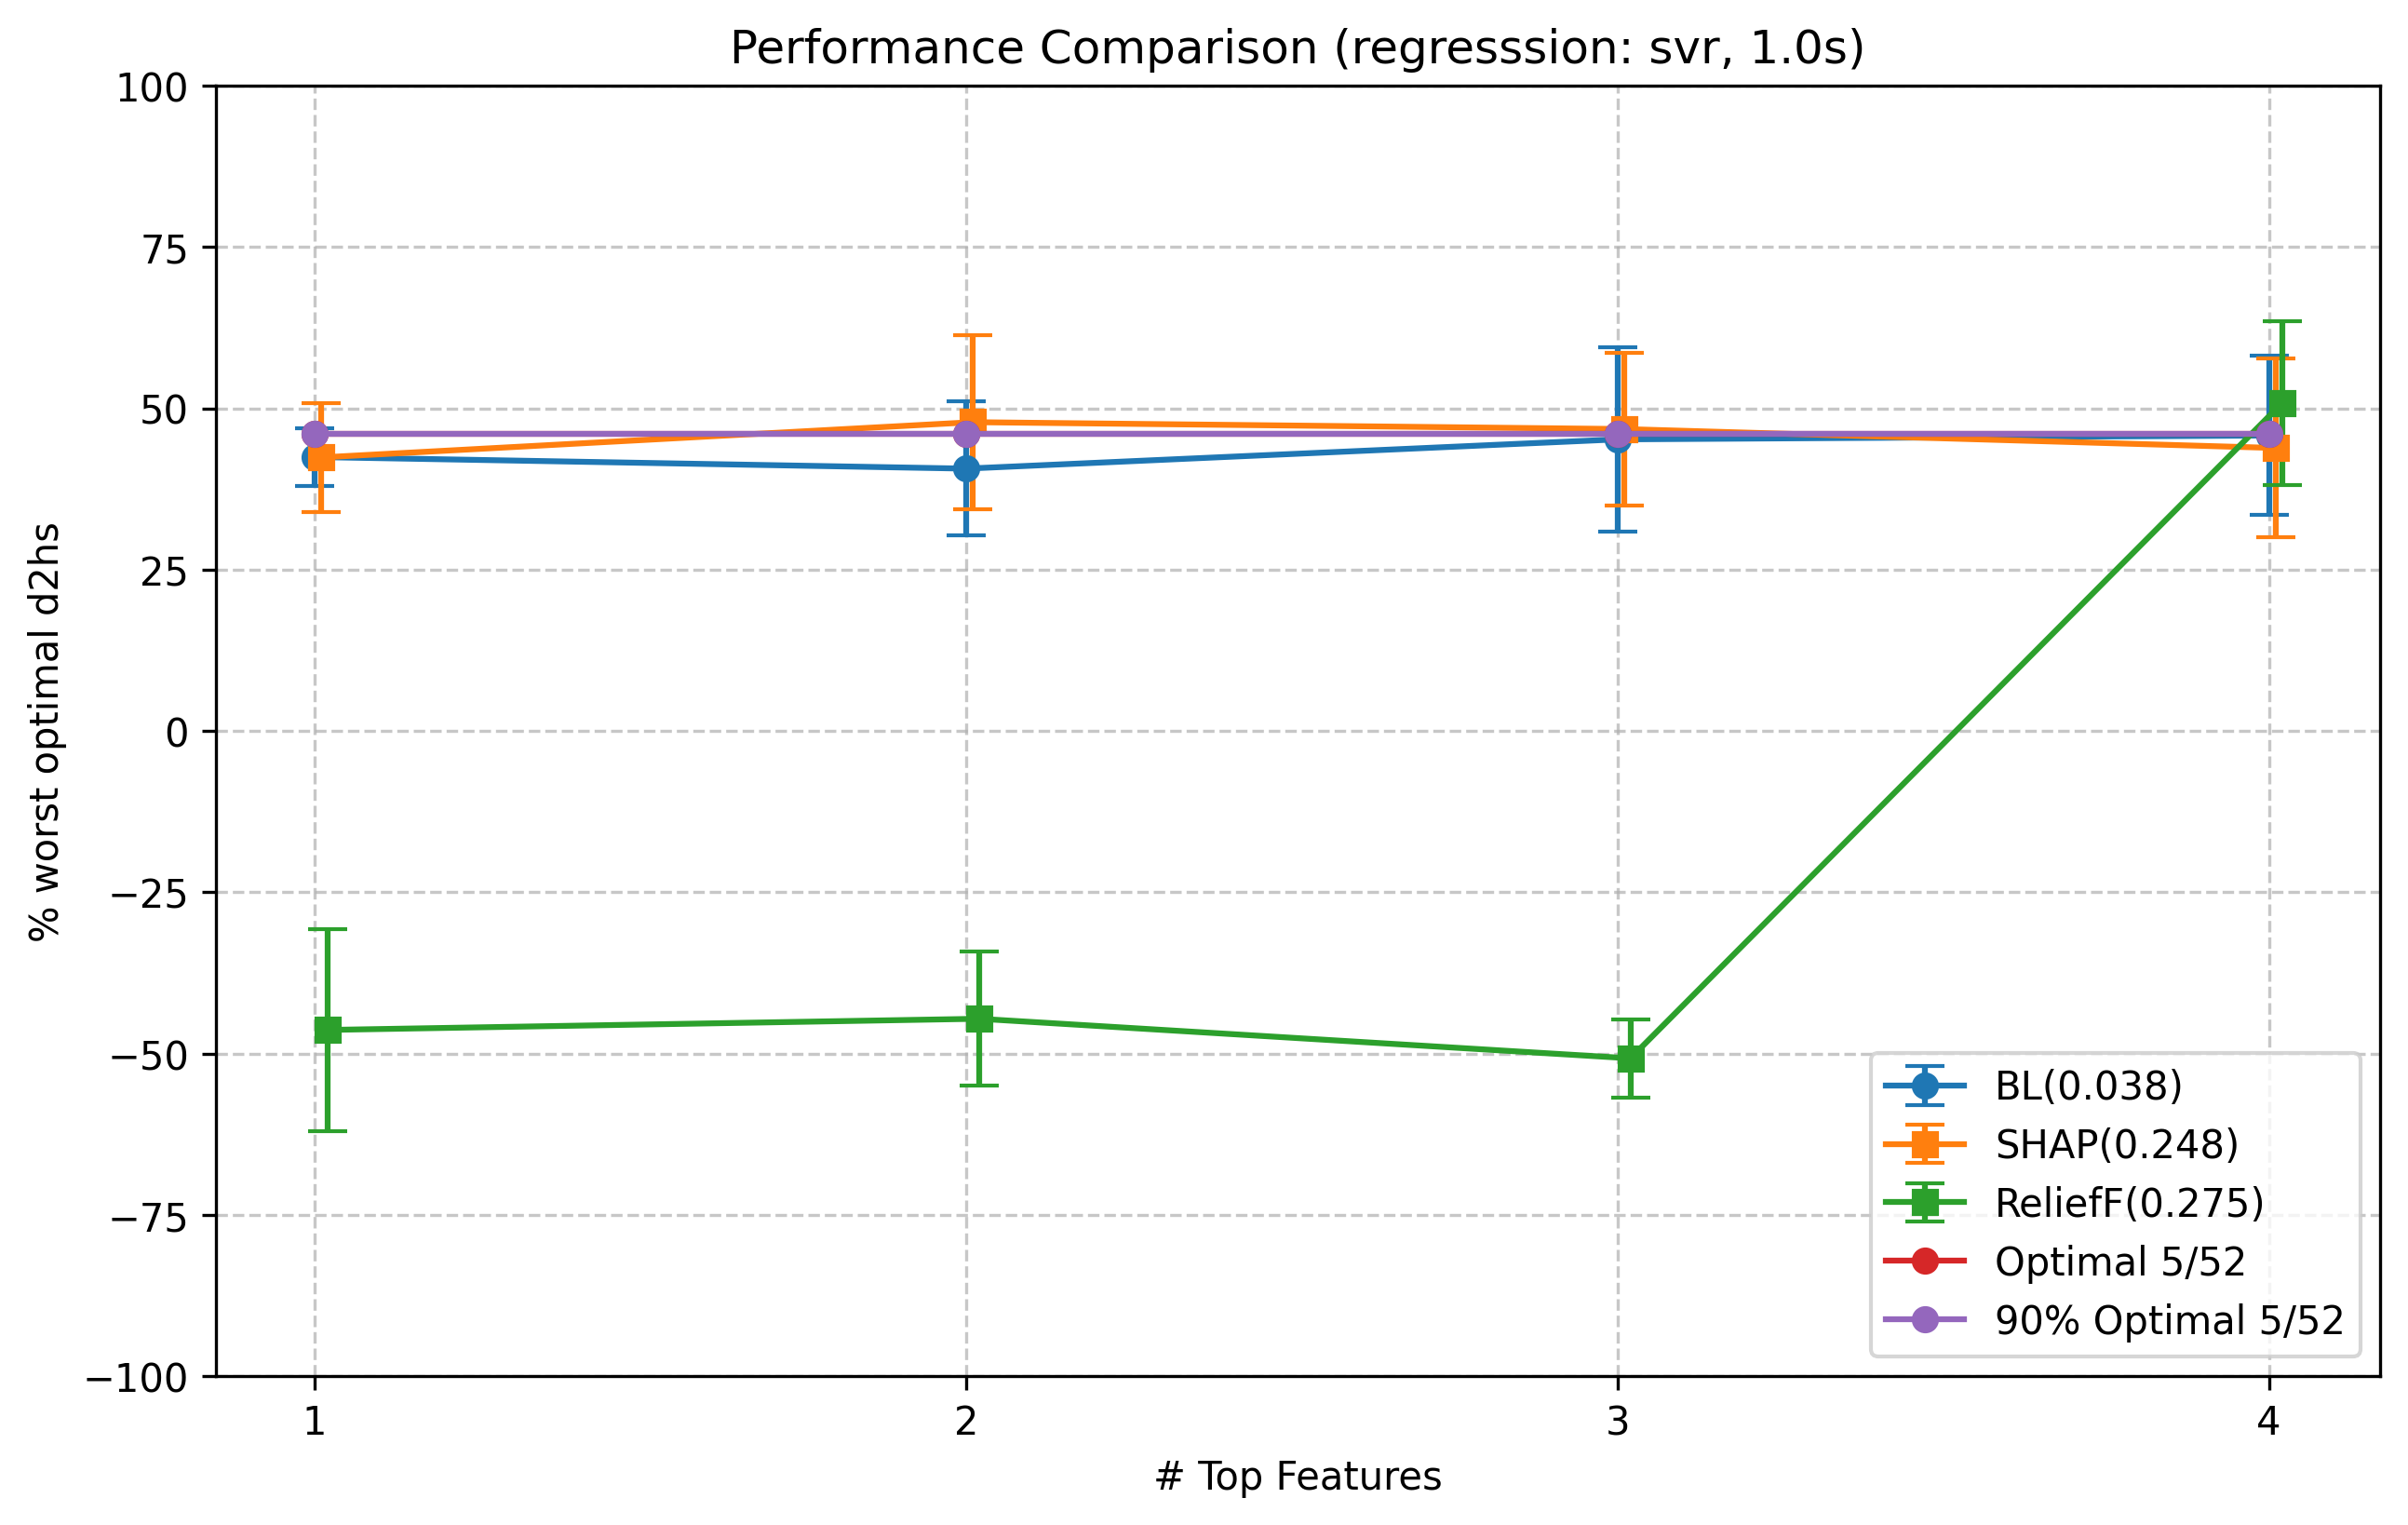 Performance Comparison (regresssion: svr, 1.0s)
% worst optimal d2hs
100
75
50
25
0
−25
−50
−75
−100
BL(0.038)
SHAP(0.248)
ReliefF(0.275)
Optimal 5/52
90% Optimal 5/52
1 2 3 4
# Top Features